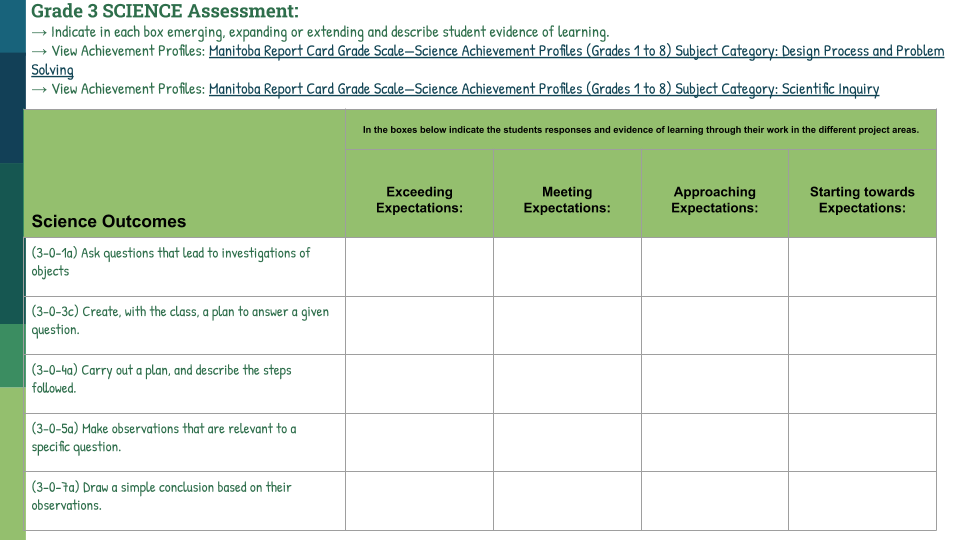 Grade 3 SCIENCE Assessment:
→ Indicate in each box emerging, expanding or extending and describe student evidence of learning.
→ View Achievement Profiles: Manitoba Report Card Grade Scale—Science Achievement Profiles (Grades 1 to 8) Subject Category: Design Process and Problem
Solving
→ View Achievement Profiles: Manitoba Report Card Grade Scale—Science Achievement Profiles (Grades 1 to 8) Subject Category: Scientific Inquiry
In the boxes below indicate the students responses and evidence of learning through their work in the different project areas.
Science Outcomes
Exceeding
Expectations:
Meeting
Expectations:
Approaching
Expectations:
Starting towards
Expectations:
(3-0-1a) Ask questions that lead to investigations of
objects
(3-0-3c) Create, with the class, a plan to answer a given
question.
(3-0-4a) Carry out a plan, and describe the steps
followed.
(3-0-5a) Make observations that are relevant to a
specific question.
(3-0-7a) Draw a simple conclusion based on their
observations.